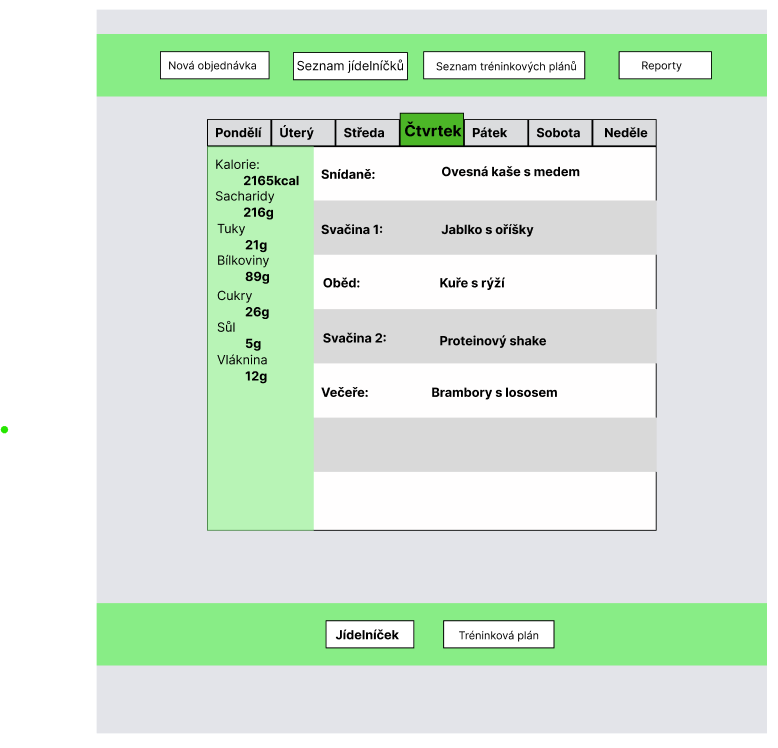 Nová objednávka
Seznam jídelníčků
Seznam tréninkových plánů
Reporty
Pondělí
Úterý
Středa
Čtvrtek
Pátek
Sobota
Neděle
Kalorie:
2165kcal
Sacharidy
216g
Tuky
21g
Bílkoviny
89g
Cukry
26g
Sůl
5g
Vláknina
12g
Snídaně: Ovesná kaše s medem
Svačina 1: Jablko s oříšky
Oběd: Kuře s rýží
Svačina 2: Proteinový shake
Večeře: Brambory s lososem
Jídelníček
Tréninková plán